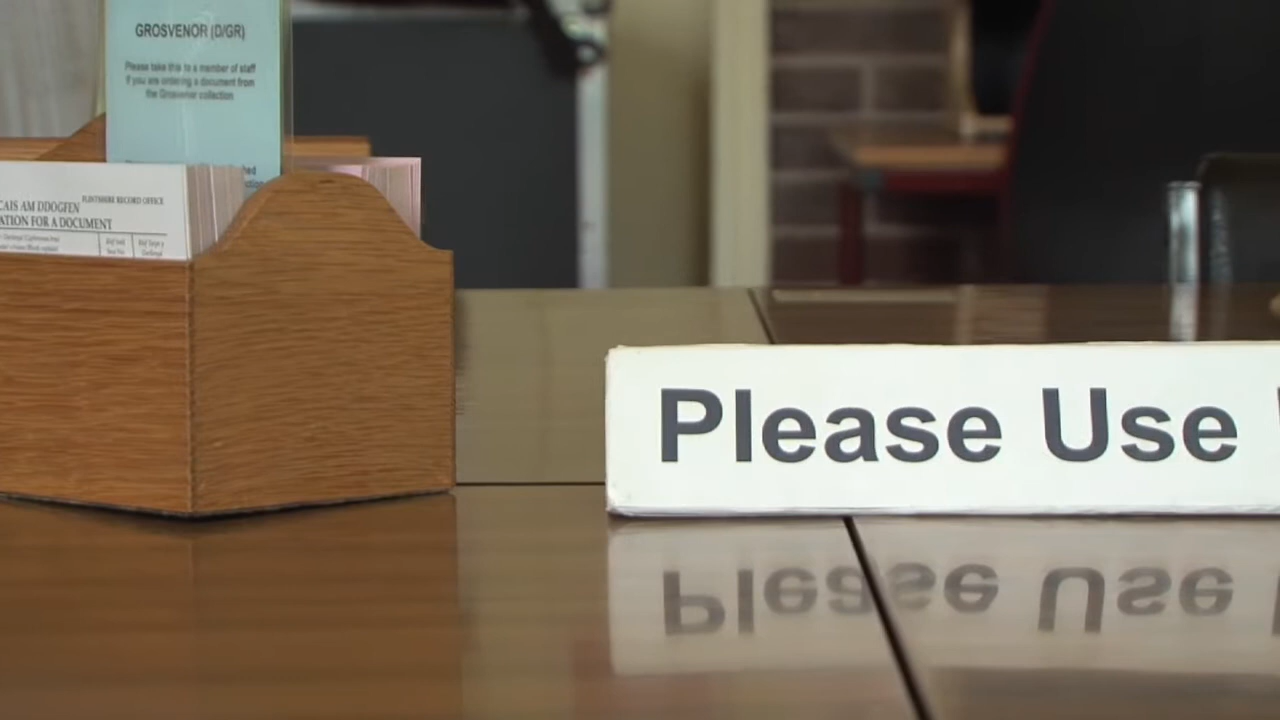 GROSVENOR (D/GR)
Please take this to a member of staff
if you are ordering a document from
the Grosvenor collection
FLINTSHIRE RECORD OFFICE
CAIS AM DDOGFEN
ATION FOR A DOCUMENT
Please Use